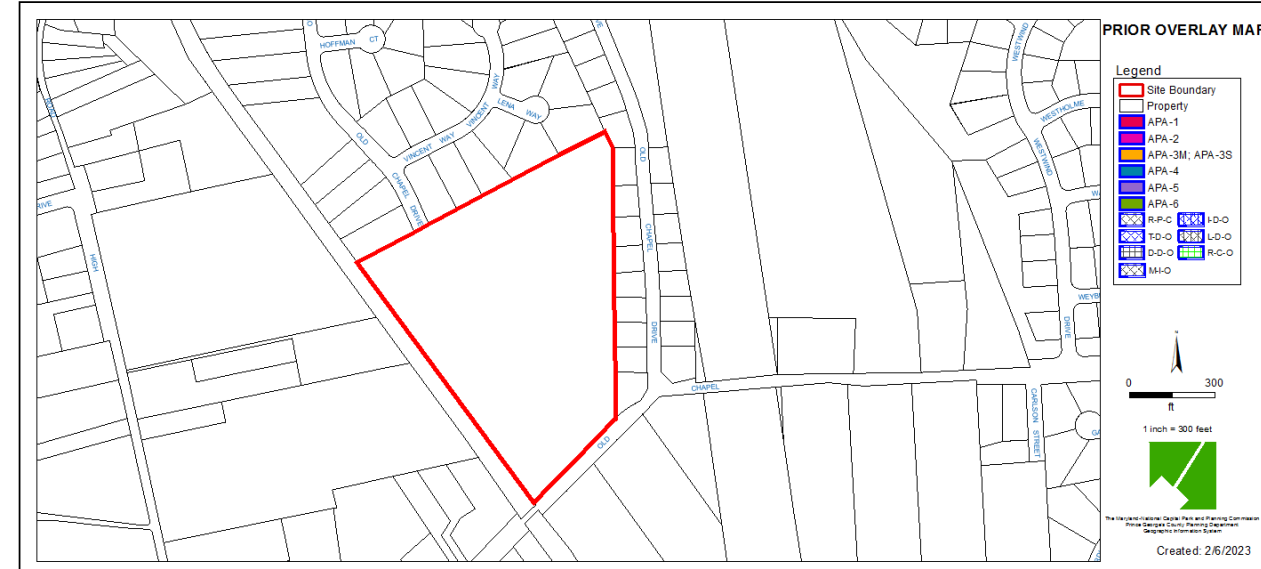 PRIOR OVERLAY MAP
Legend
Site Boundary
Property
APA-1
APA-2
APA-3M; APA-3S
APA-4
APA-5
APA-6
R-P-C
I-D-O
T-D-O
L-D-O
D-D-O
R-C-O
M-I-O
0 300
ft
1 inch = 300 feet
The Maryland-National Capital Park and Planning Commission
Prince George's County Planning Department
Geographic Information System
Created: 2/6/2023
HOFFMAN CT
OLD
CHAPEL
DRIVE
VINCENT WAY
VINCENT WAY
LENA WAY
OLD
CHAPEL
DRIVE
OLD
CHAPEL
HIGH
WESTWIND
WESTHOLME
WESTWIND
DRIVE
CARLSON STREET